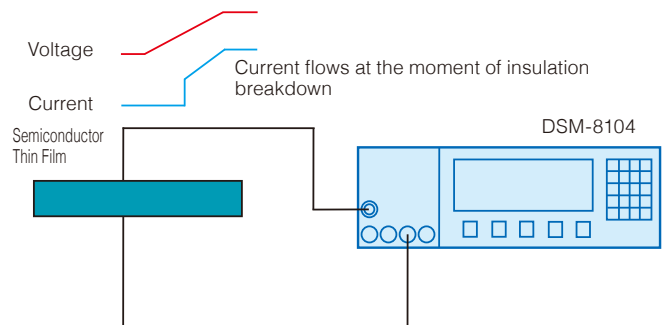 Voltage
Current flows at the moment of insulation
breakdown
Current
DSM-8104
Semiconductor
Thin Film